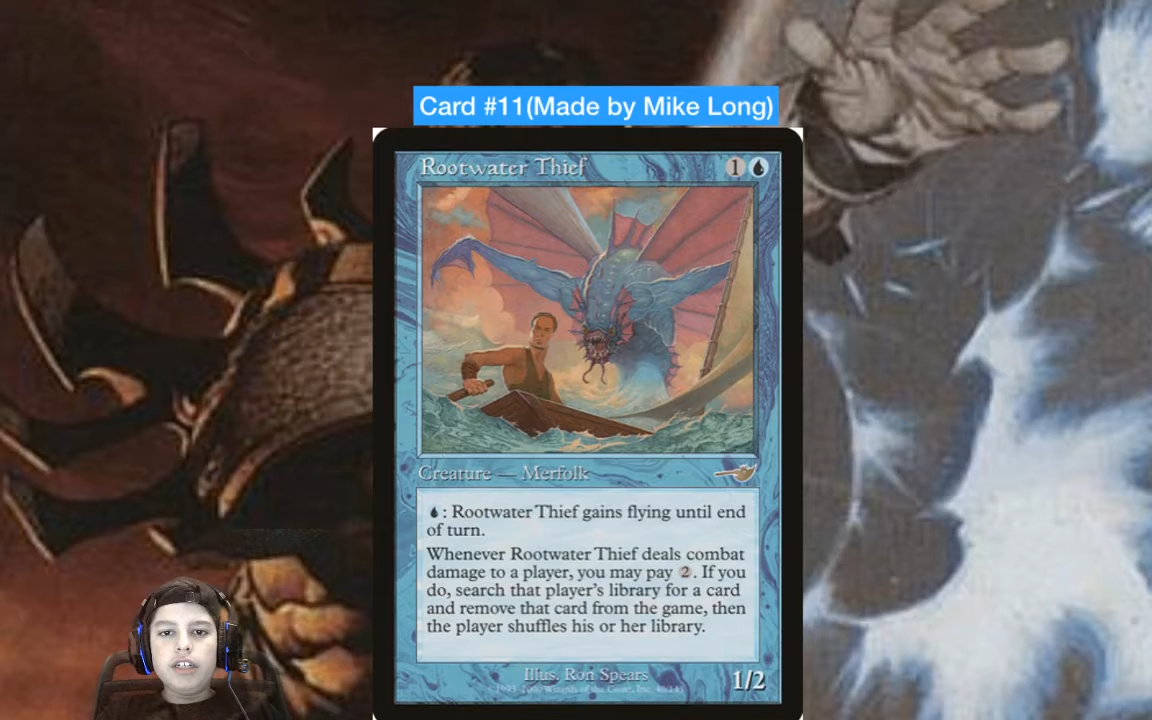 Card #11(Made by Mike Long)
Rootwater Thief 1
Creature — Merfolk
: Rootwater Thief gains flying until end
of turn.
Whenever Rootwater Thief deals combat
damage to a player, you may pay 2. If you
do, search that player's library for a card
and remove that card from the game, then
the player shuffles his or her library.
Illus. Ron Spears
1/2